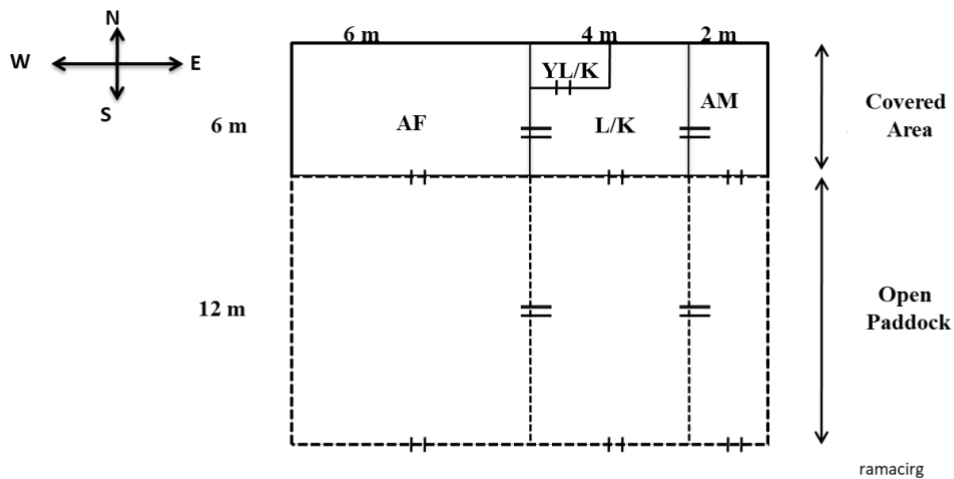 N
W
E
S
6 m
4 m
2 m
YL/K
AM
6 m
AF
L/K
Covered
Area
12 m
Open
Paddock
ramacirg